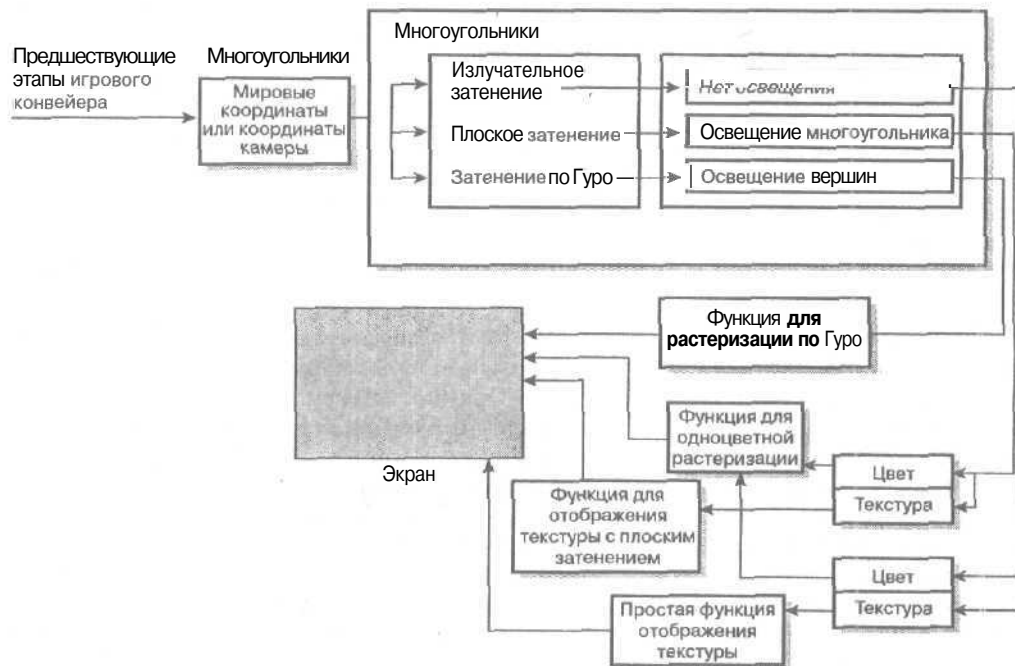 Предшествующие
этапы игрового
конвейера
Многоугольники
Мировые
координаты
или координаты
камеры
Многоугольники
Излучательное
затенение
Нет освещения
Плоское затенение
Освещение многоугольника
Затенение по Гуро
Освещение вершин
Функция для
растеризации по Гуро
Экран
Функция для
одноцветной
растеризации
Цвет
Текстура
Функция для
отображения
текстуры с плоским
затенением
Цвет
Текстура
Простая функция
отображения
текстуры